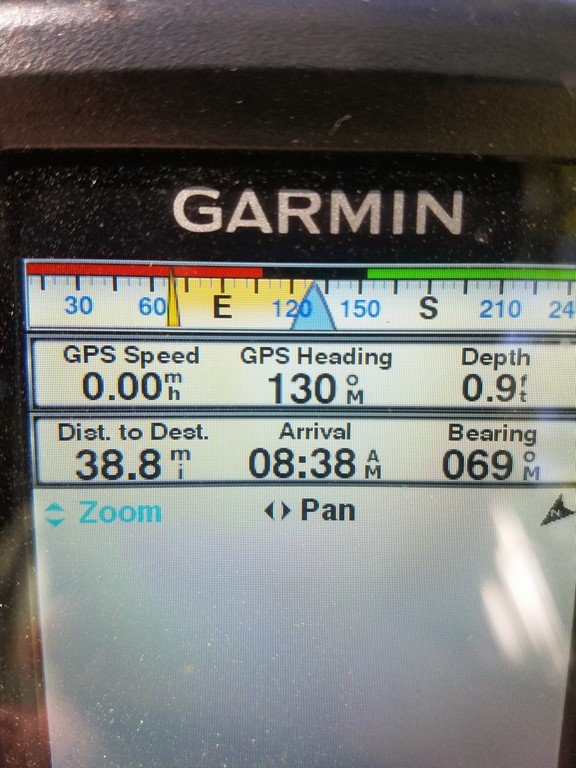 GARMIN
30 60 E 120 150 S 210 24
GPS Speed GPS Heading Depth
0.00 mh 130 °M 0.9 ft
Dist. to Dest. Arrival Bearing
38.8 mi 08:38 AM 069 °M
Zoom Pan N